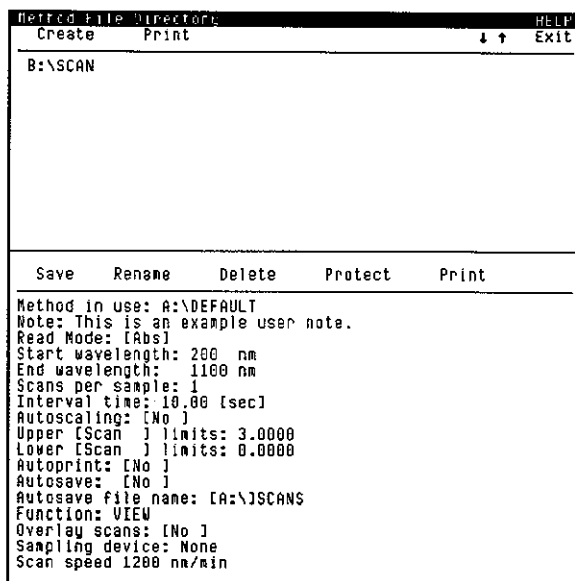 Method File Directory HELP
Create Print ↓ ↑ Exit
B:\SCAN
Save Rename Delete Protect Print
Method in use: A:\DEFAULT
Note: This is an example user note.
Read Mode: [Abs]
Start wavelength: 200 nm
End wavelength: 1100 nm
Scans per sample: 1
Interval time: 10.00 [sec]
Autoscaling: [No ]
Upper [Scan ] limits: 3.0000
Lower [Scan ] limits: 0.0000
Autoprint: [No ]
Autosave: [No ]
Autosave file name: [A:\]SCANS
Function: VIEW
Overlay scans: [No ]
Sampling device: None
Scan speed 1200 nm/min